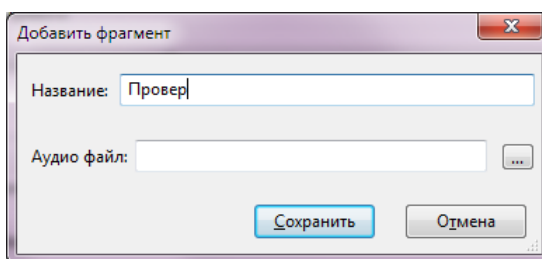 Добавить фрагмент
Название: Провер
Аудио файл: ...
Сохранить Отмена